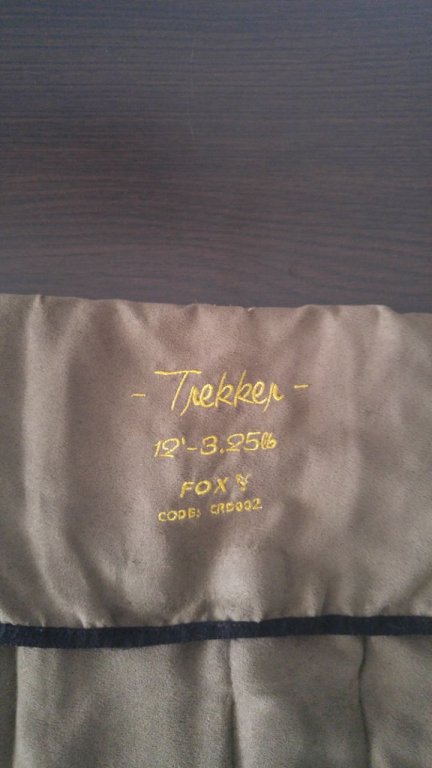 - Trekker -
12'-3.25lb
FOX
CODE: CRD002